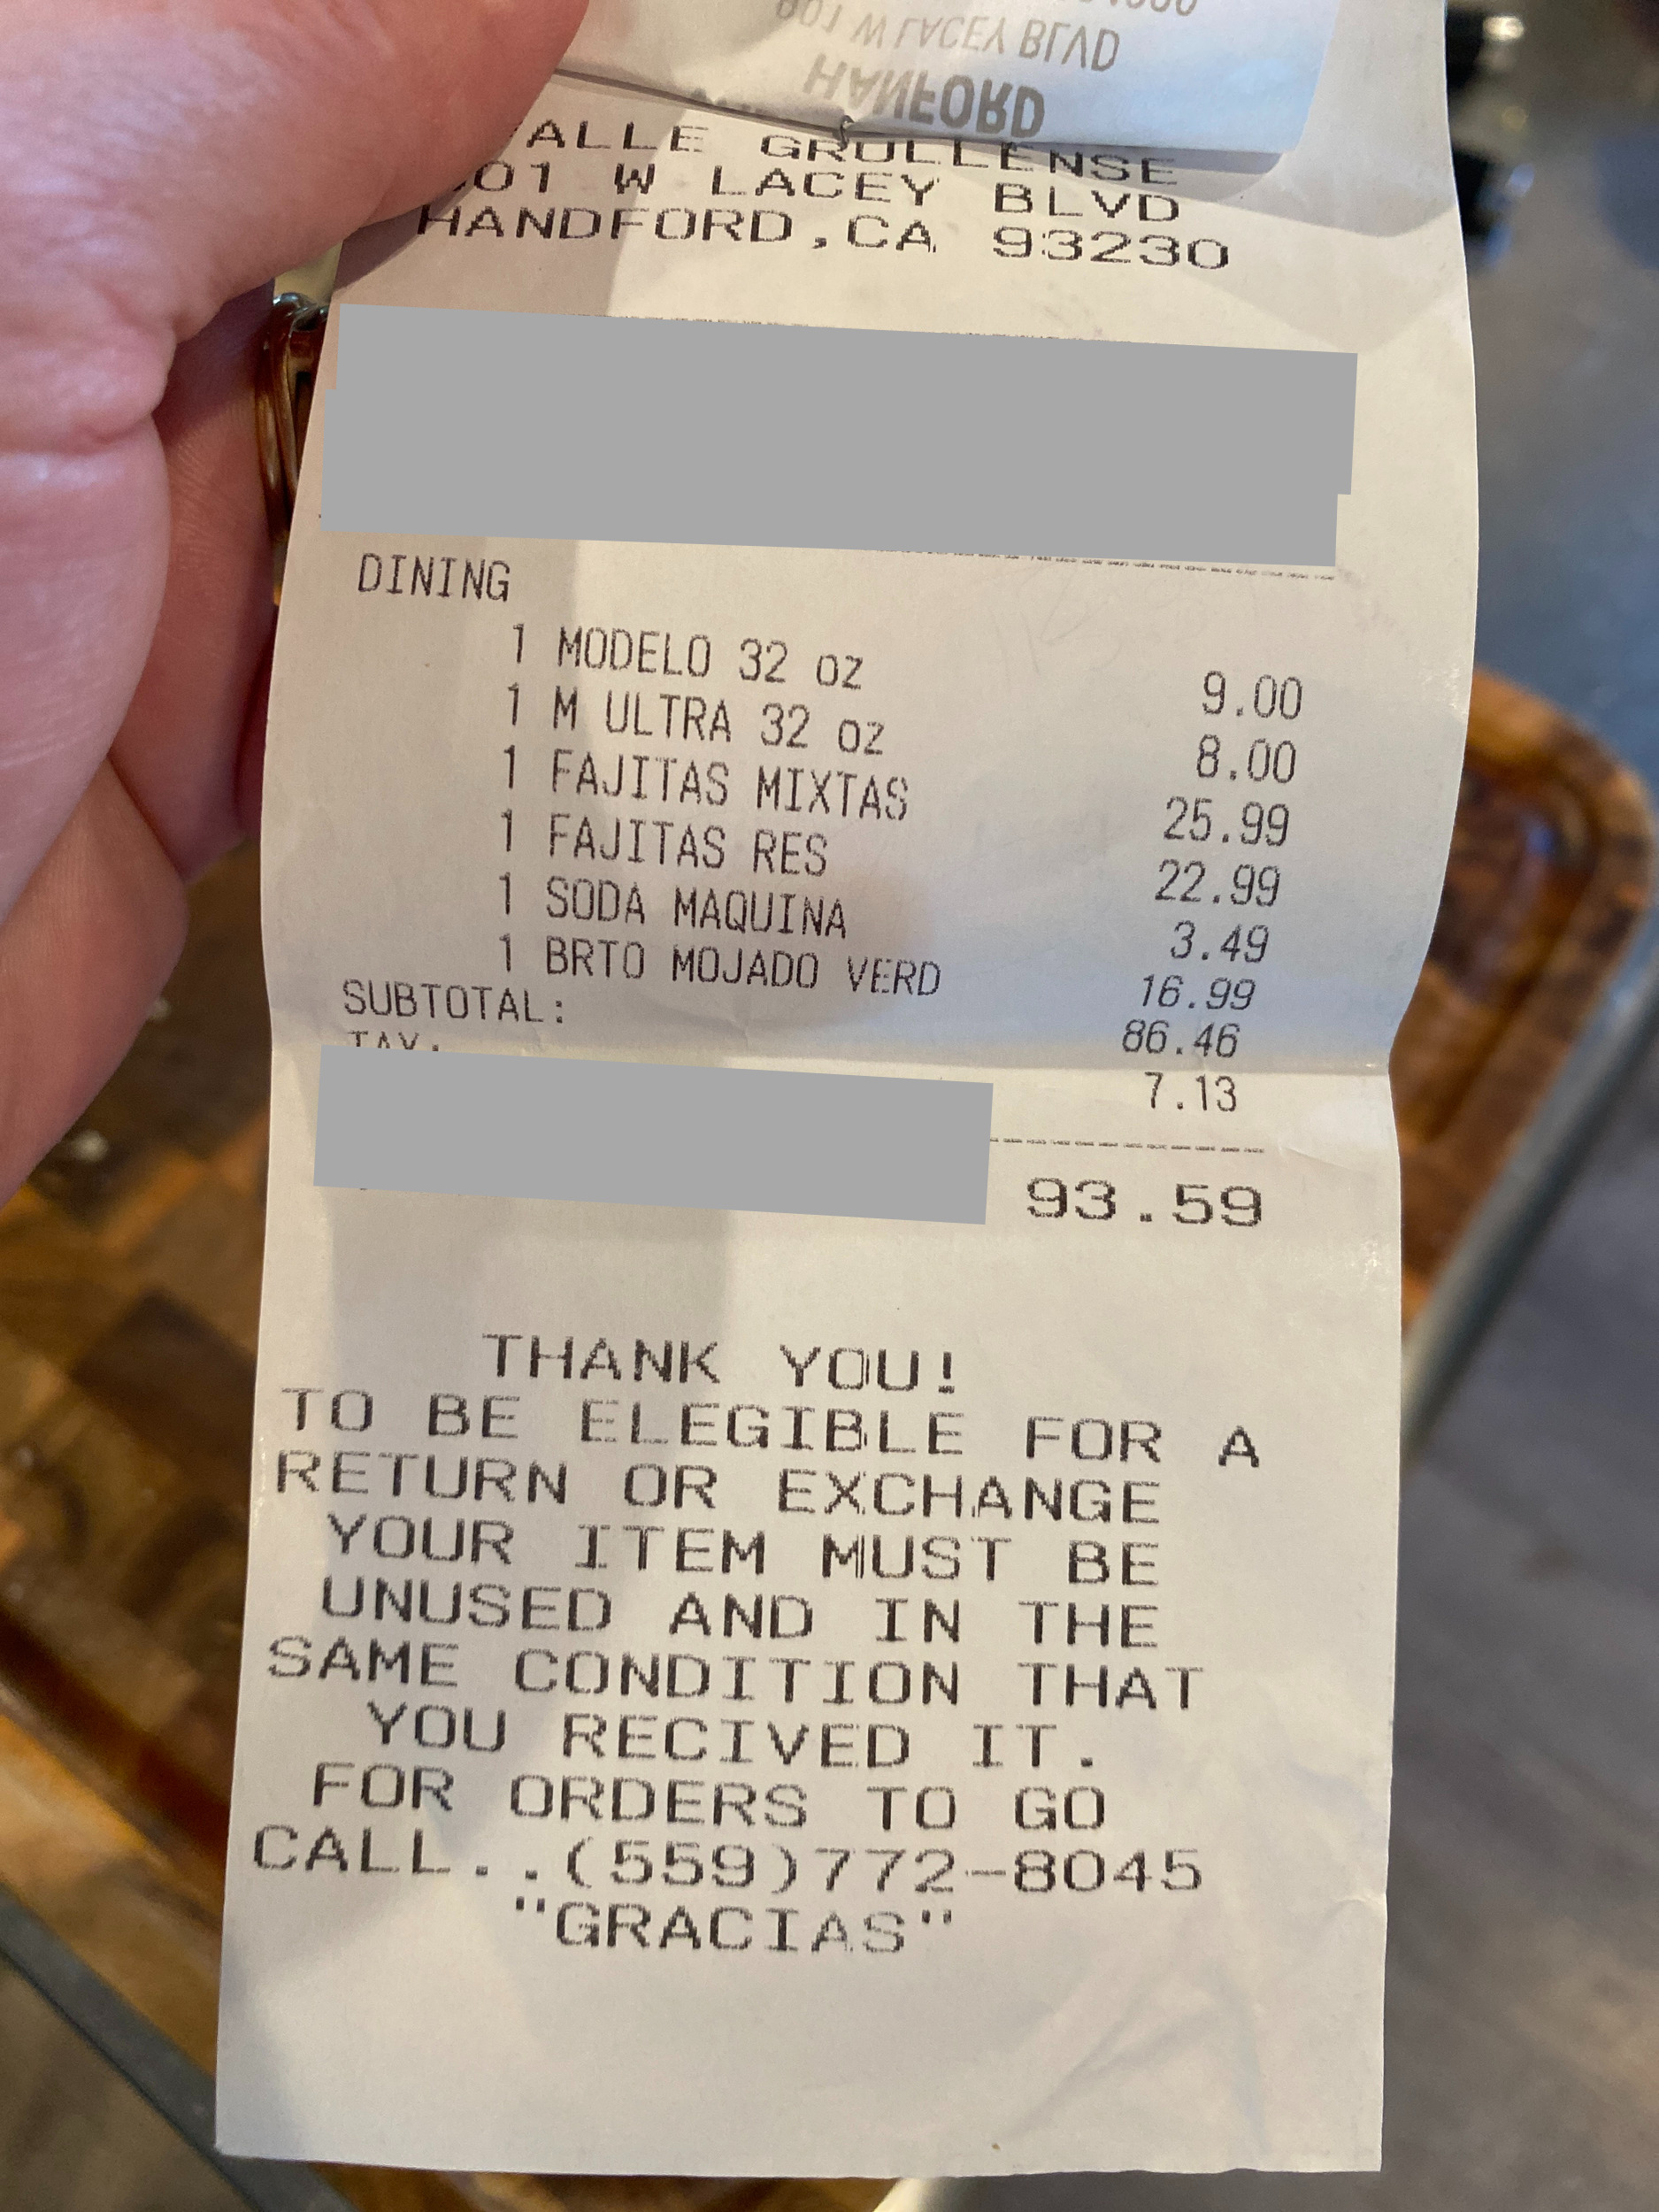 W LACEY BLVD
HANFORD
ALLE GRULLENSE
01 W LACEY BLVD
HANDFORD,CA 93230
DINING
1 MODELO 32 oz 9.00
1 M ULTRA 32 oz 8.00
1 FAJITAS MIXTAS 25.99
1 FAJITAS RES 22.99
1 SODA MAQUINA 3.49
1 BRTO MOJADO VERD 16.99
SUBTOTAL: 86.46
TAX: 7.13
93.59
THANK YOU!
TO BE ELEGIBLE FOR A
RETURN OR EXCHANGE
YOUR ITEM MUST BE
UNUSED AND IN THE
SAME CONDITION THAT
YOU RECIVED IT.
FOR ORDERS TO GO
CALL..(559)772-8045
"GRACIAS"